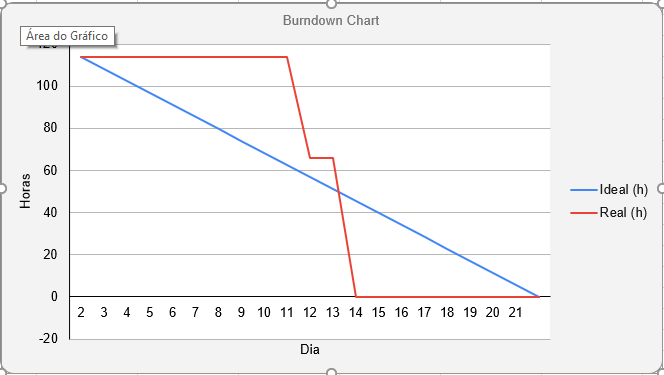 Burndown Chart
Área do Gráfico
120
100
80
60
40
20
0
-20
Horas
2 3 4 5 6 7 8 9 10 11 12 13 14 15 16 17 18 19 20 21
Dia
Ideal (h)
Real (h)